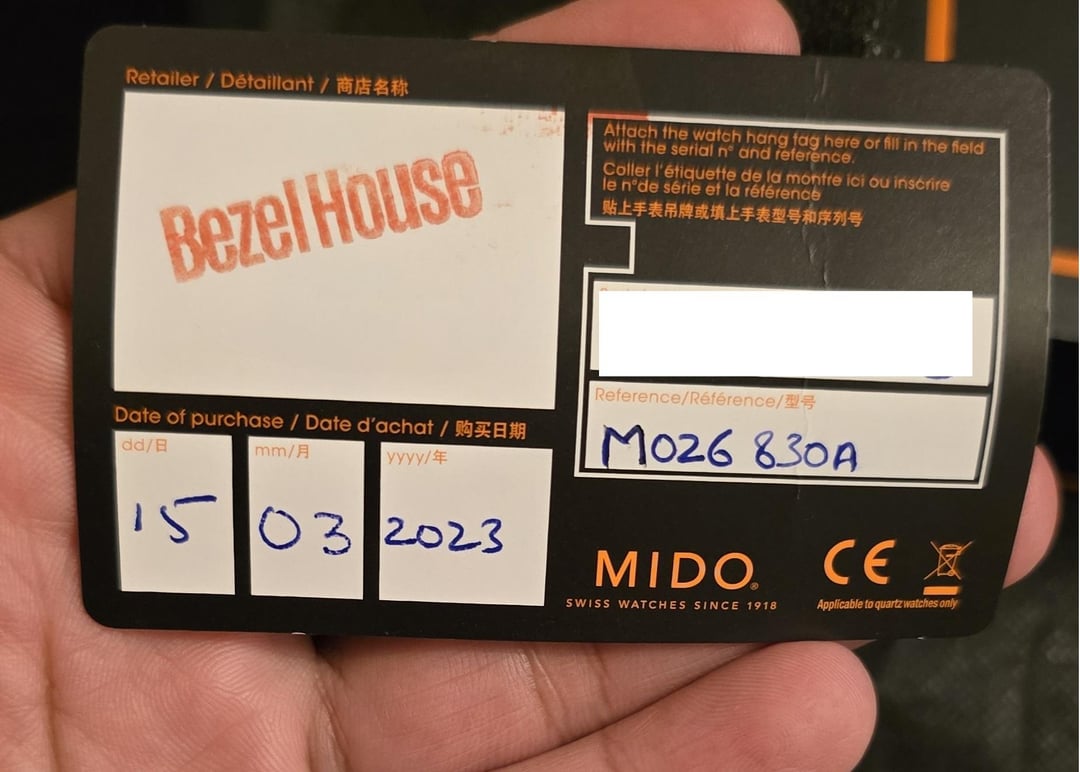 Retailer / Détaillant / 商店名称
Bezel House
Date of purchase / Date d'achat / 购买日期
dd/日
mm/月
yyyy/年
15
03
2023
Attach the watch hang tag here or fill in the field
with the serial n° and reference.
Coller l'étiquette de la montre ici ou inscrire
le n°de série et la référence
贴上手表吊牌或填上手表型号和序列号
Reference/Référence/型号
M026 830A
MIDO®
SWISS WATCHES SINCE 1918
CE
Applicable to quartz watches only